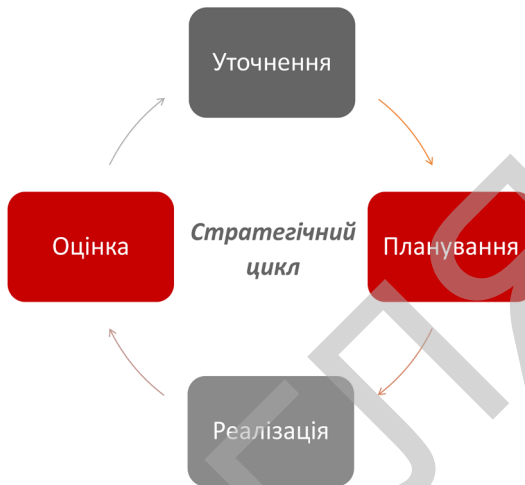 Уточнення
Оцінка
Стратегічний
цикл
Планування
Реалізація